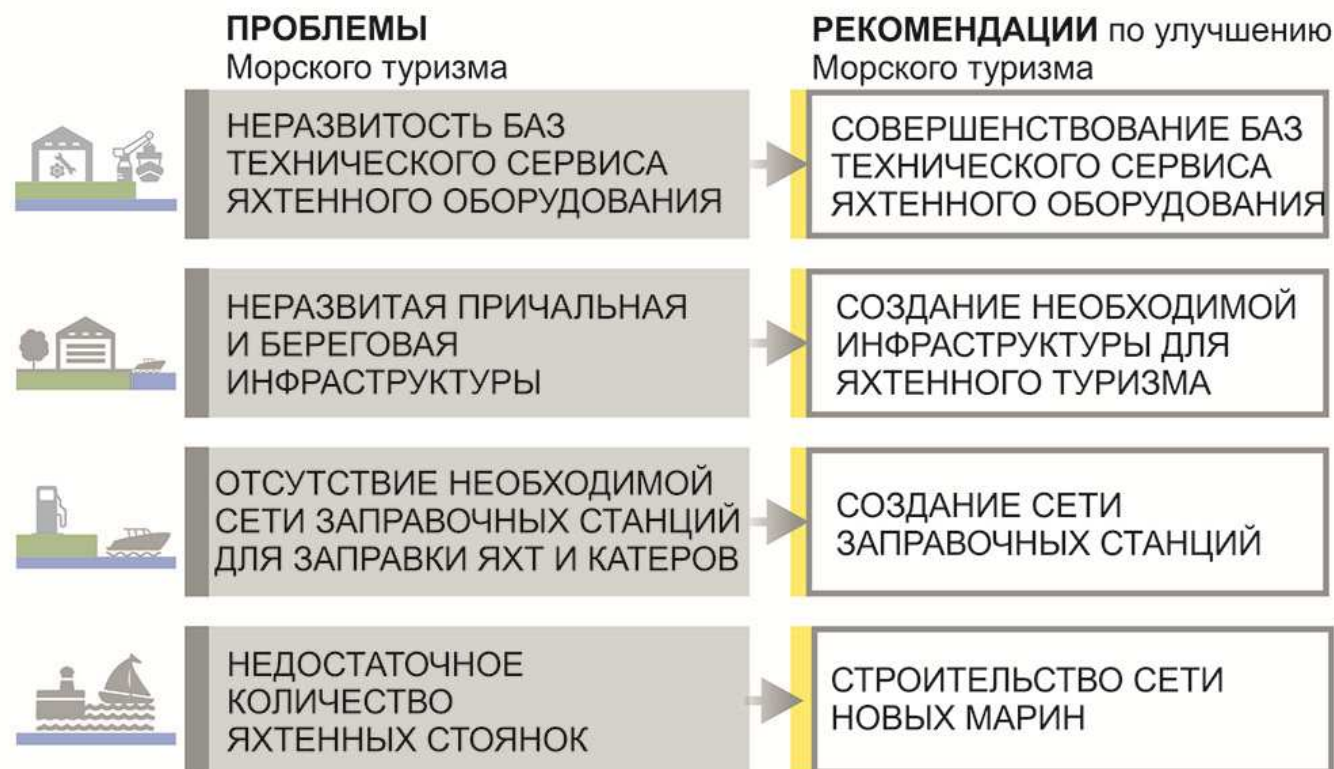 ПРОБЛЕМЫ
Морского туризма
РЕКОМЕНДАЦИИ по улучшению
Морского туризма
НЕРАЗВИТОСТЬ БАЗ
ТЕХНИЧЕСКОГО СЕРВИСА
ЯХТЕННОГО ОБОРУДОВАНИЯ
СОВЕРШЕНСТВОВАНИЕ БАЗ
ТЕХНИЧЕСКОГО СЕРВИСА
ЯХТЕННОГО ОБОРУДОВАНИЯ
НЕРАЗВИТАЯ ПРИЧАЛЬНАЯ
И БЕРЕГОВАЯ
ИНФРАСТРУКТУРЫ
СОЗДАНИЕ НЕОБХОДИМОЙ
ИНФРАСТРУКТУРЫ ДЛЯ
ЯХТЕННОГО ТУРИЗМА
ОТСУТСТВИЕ НЕОБХОДИМОЙ
СЕТИ ЗАПРАВОЧНЫХ СТАНЦИЙ
ДЛЯ ЗАПРАВКИ ЯХТ И КАТЕРОВ
СОЗДАНИЕ СЕТИ
ЗАПРАВОЧНЫХ СТАНЦИЙ
НЕДОСТАТОЧНОЕ
КОЛИЧЕСТВО
ЯХТЕННЫХ СТОЯНОК
СТРОИТЕЛЬСТВО СЕТИ
НОВЫХ МАРИН